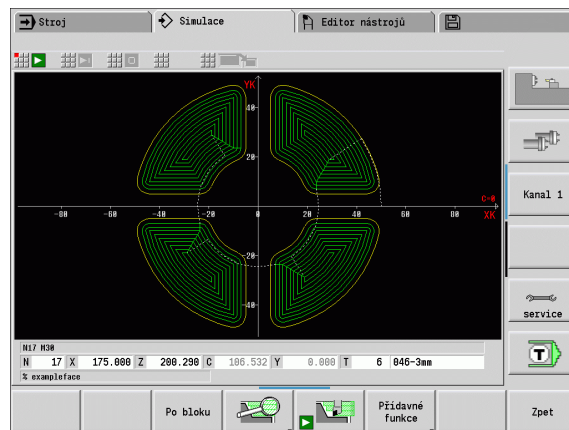 Stroj
Simulace
Editor nástrojů
YK
40
20
C-0
-80 -60 -40 -20 0 20 40 60 80 XK
-20
-40
Kanal 1
service
T
N17 M30
N 17 X 175.000 Z 200.290 C 106.532 Y 0.000 T 6 046-3mm
% exampleface
Po bloku
Přídavné
funkce
Zpet